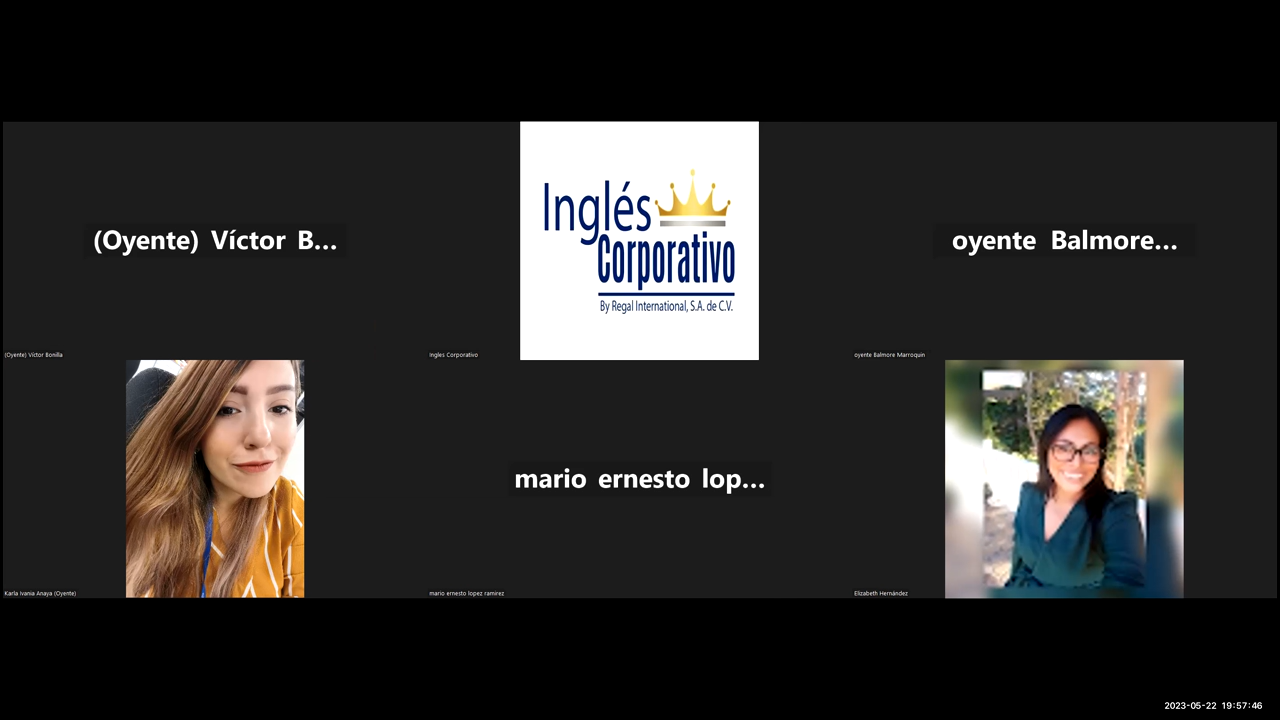 (Oyente) Víctor B...
(Oyente) Víctor Bonilla
Inglés
Corporativo
By Regal International, S.A. de C.V.
Ingles Corporativo
oyente Balmore...
oyente Balmore Marroquin
Karla Ivania Anaya (Oyente)
mario ernesto lop...
mario ernesto lopez ramirez
Elizabeth Hernández
2023-05-22 19:57:46